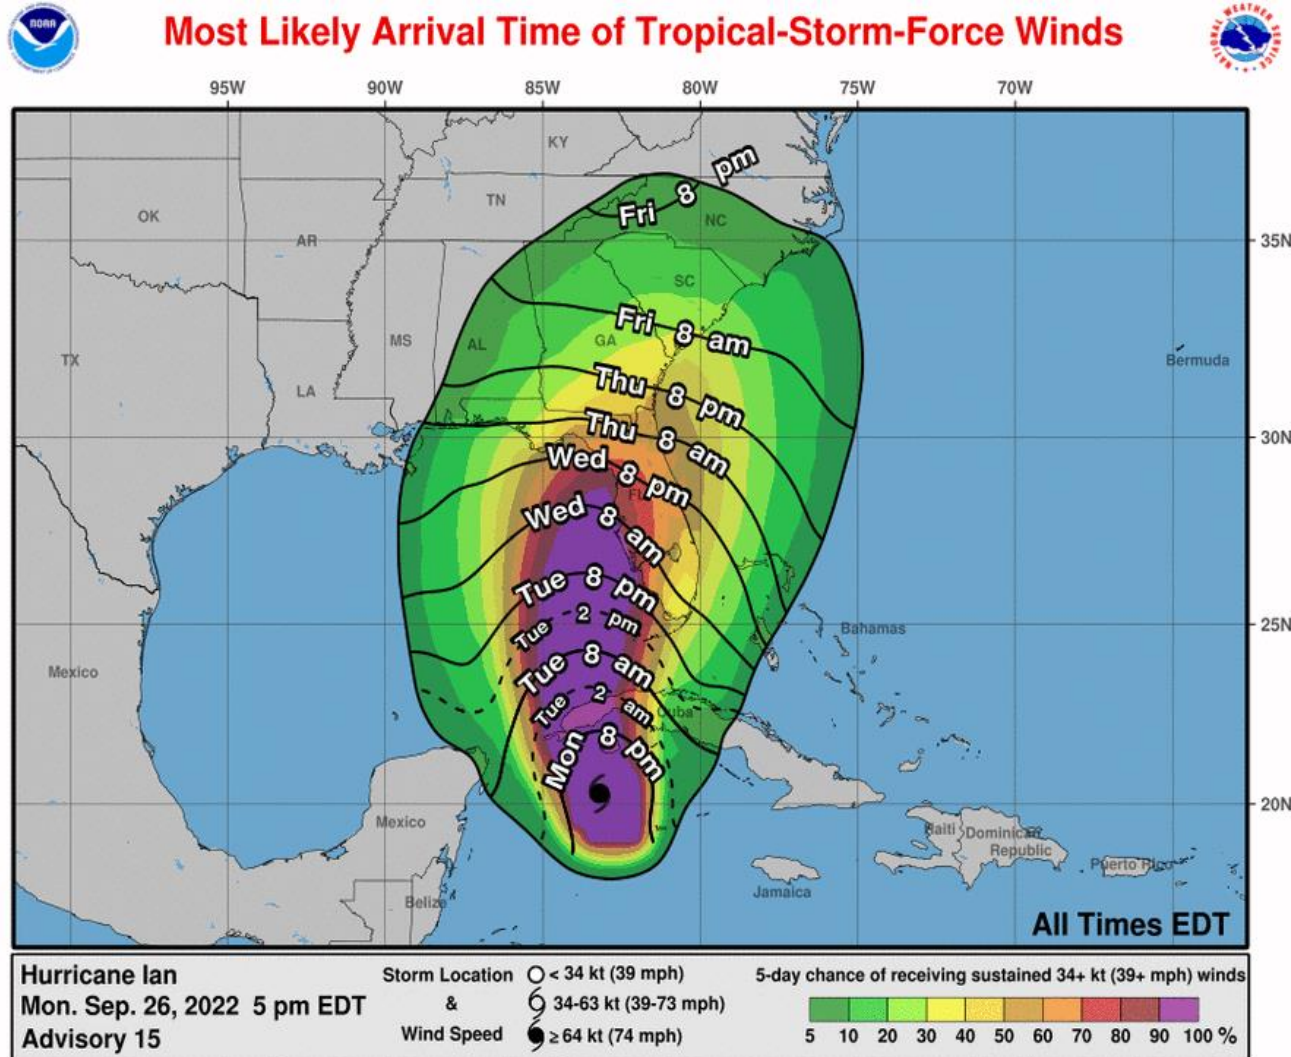 NOAA
Most Likely Arrival Time of Tropical-Storm-Force Winds
NATIONAL WEATHER SERVICE
95W 90W 85W 80W 75W 70W
KY
Fri 8 pm
TN
OK
NC
AR
35N
SC
Fri 8 am
MS AL GA
TX
Bermuda
Thu 8 pm
LA
Thu 8 am
30N
Wed 8 pm
FL
Wed 8 am
Tue 8 pm
Tue 2 pm
25N
Bahamas
Tue 8 am
Mexico
Tue 2 am
Cuba
Mon 8 pm
20N
Mexico
Haiti Dominican
Republic
Puerto Rico
Jamaica
Belize
All Times EDT
Hurricane Ian
Mon. Sep. 26, 2022 5 pm EDT
Advisory 15
Storm Location
&
Wind Speed
< 34 kt (39 mph)
34-63 kt (39-73 mph)
≥ 64 kt (74 mph)
5-day chance of receiving sustained 34+ kt (39+ mph) winds
5 10 20 30 40 50 60 70 80 90 100 %